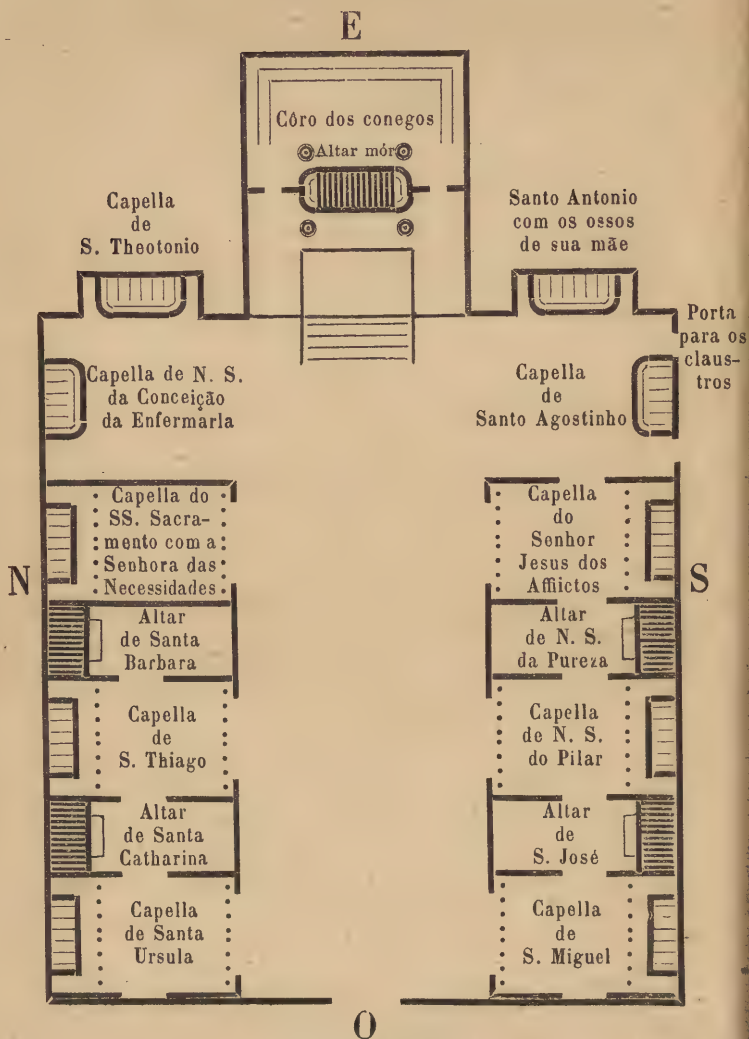 E
Côro dos conegos
Altar mór
Capella
de
S. Theotonio
Santo Antonio
com os ossos
de sua mãe
Porta
para os
claus-
tros
Capella de N. S.
da Conceição
da Enfermaria
Capella
de
Santo Agostinho
Capella do
SS. Sacra-
mento com a
Senhora das
Necessidades
Capella
do
Senhor
Jesus dos
Afflictos
N
S
Altar
de Santa
Barbara
Altar
de N. S.
da Pureza
Capella
de
S. Thiago
Capella
de N. S.
do Pilar
Altar
de Santa
Catharina
Altar
de
S. José
Capella
de Santa
Ursula
Capella
de
S. Miguel
O